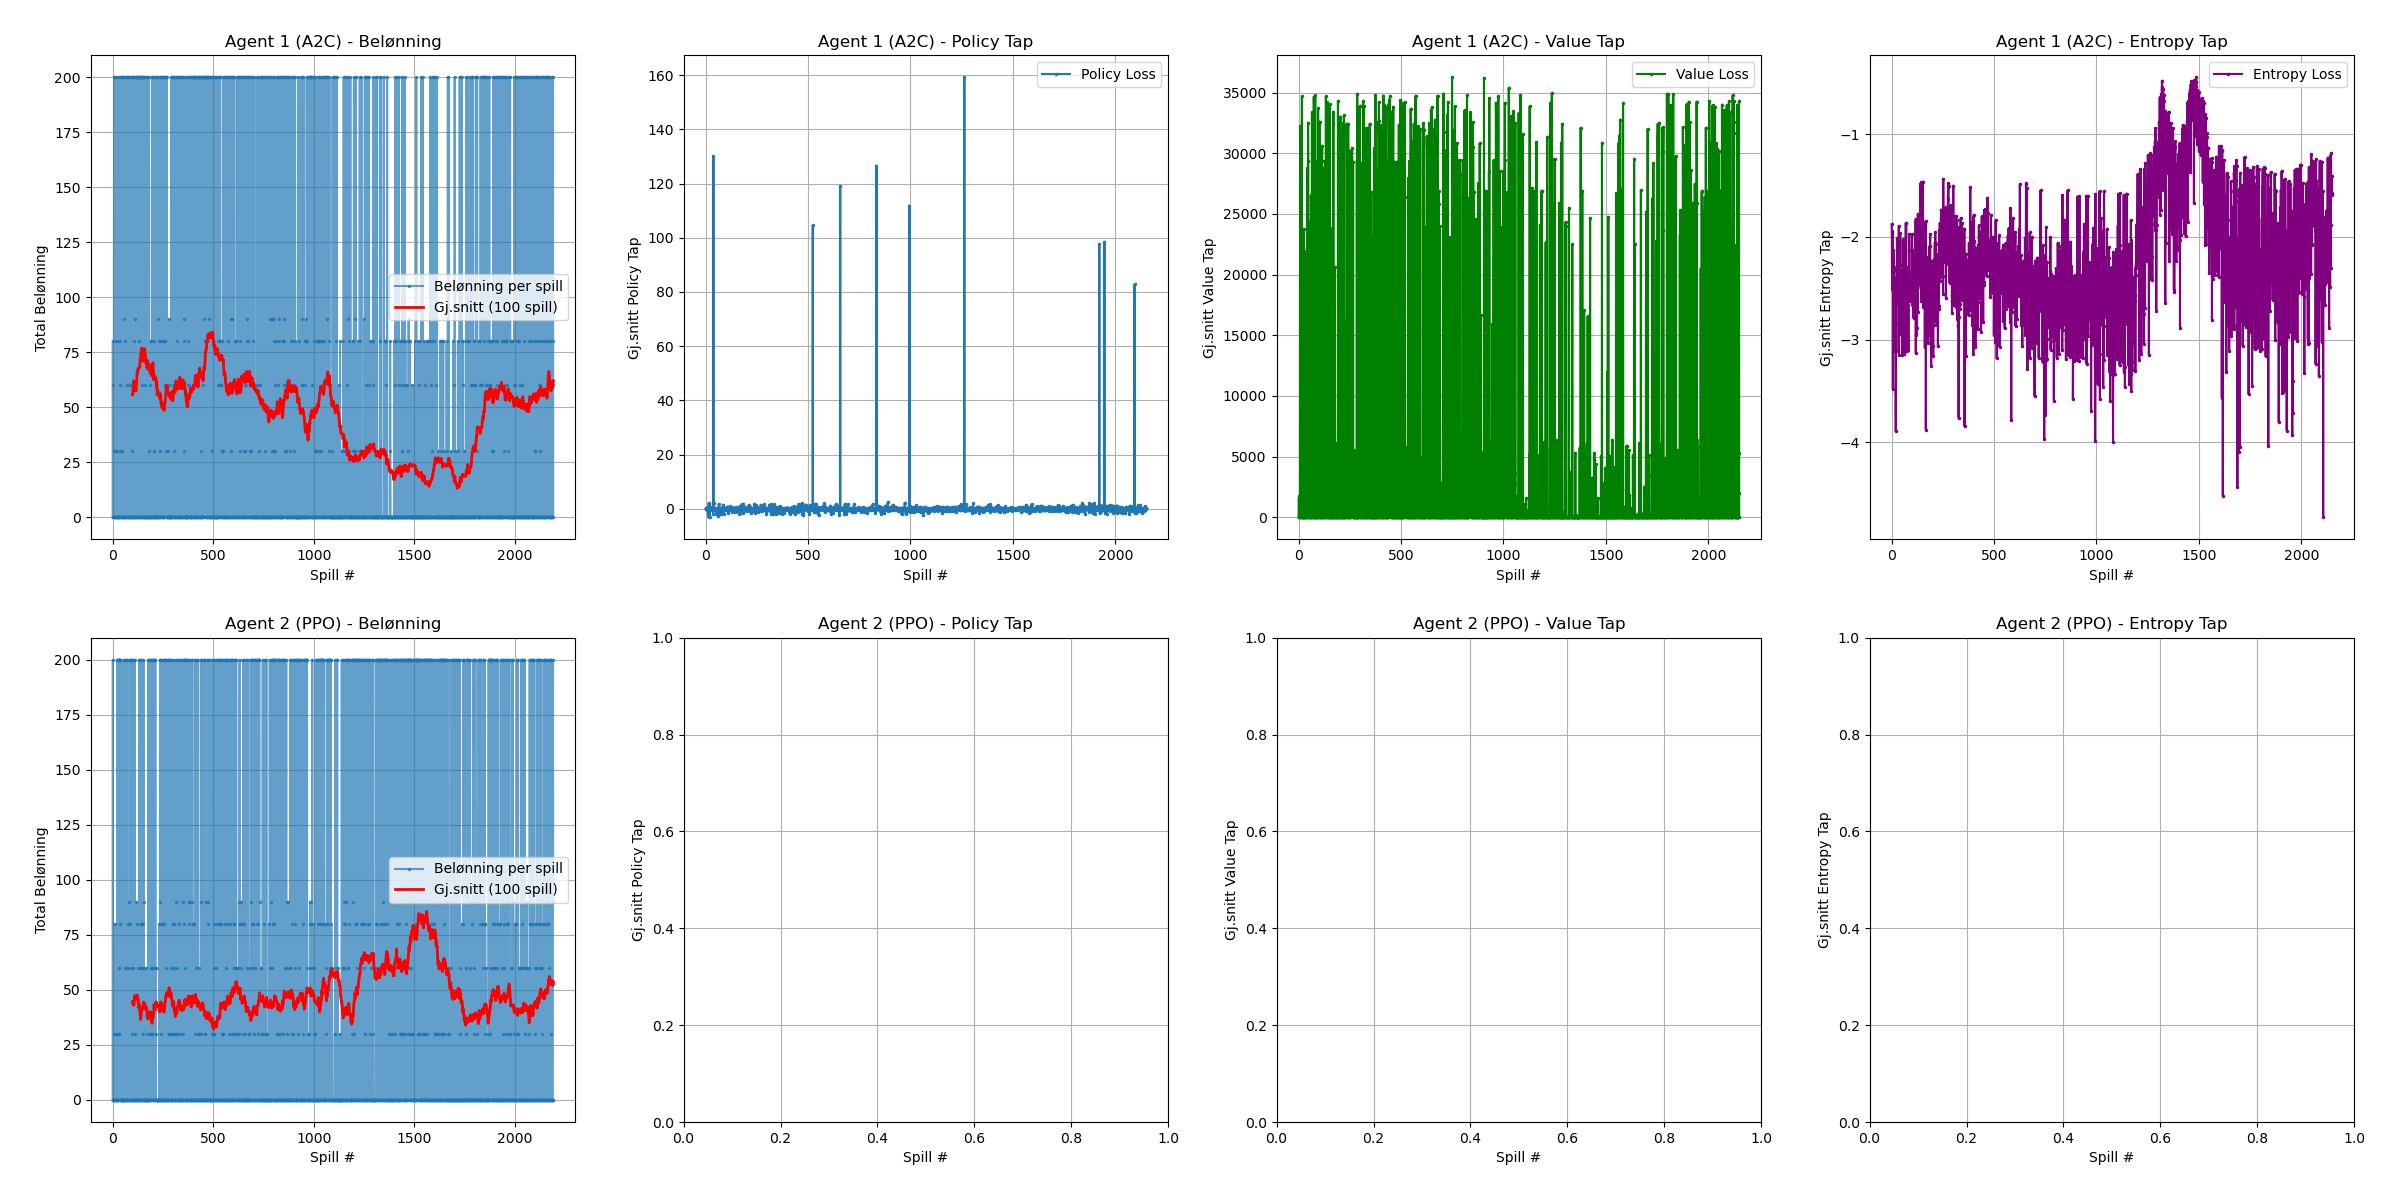 Agent 1 (A2C) - Belønning
Total Belønning
200
175
150
125
100
75
50
25
0
Belønning per spill
Gj.snitt (100 spill)
0 500 1000 1500 2000
Spill #
Agent 1 (A2C) - Policy Tap
Gj.snitt Policy Tap
160
140
120
100
80
60
40
20
0
Policy Loss
0 500 1000 1500 2000
Spill #
Agent 1 (A2C) - Value Tap
Gj.snitt Value Tap
35000
30000
25000
20000
15000
10000
5000
0
Value Loss
0 500 1000 1500 2000
Spill #
Agent 1 (A2C) - Entropy Tap
Gj.snitt Entropy Tap
−1
−2
−3
−4
Entropy Loss
0 500 1000 1500 2000
Spill #
Agent 2 (PPO) - Belønning
Total Belønning
200
175
150
125
100
75
50
25
0
Belønning per spill
Gj.snitt (100 spill)
0 500 1000 1500 2000
Spill #
Agent 2 (PPO) - Policy Tap
Gj.snitt Policy Tap
1.0
0.8
0.6
0.4
0.2
0.0
0.0 0.2 0.4 0.6 0.8 1.0
Spill #
Agent 2 (PPO) - Value Tap
Gj.snitt Value Tap
1.0
0.8
0.6
0.4
0.2
0.0
0.0 0.2 0.4 0.6 0.8 1.0
Spill #
Agent 2 (PPO) - Entropy Tap
Gj.snitt Entropy Tap
1.0
0.8
0.6
0.4
0.2
0.0
0.0 0.2 0.4 0.6 0.8 1.0
Spill #